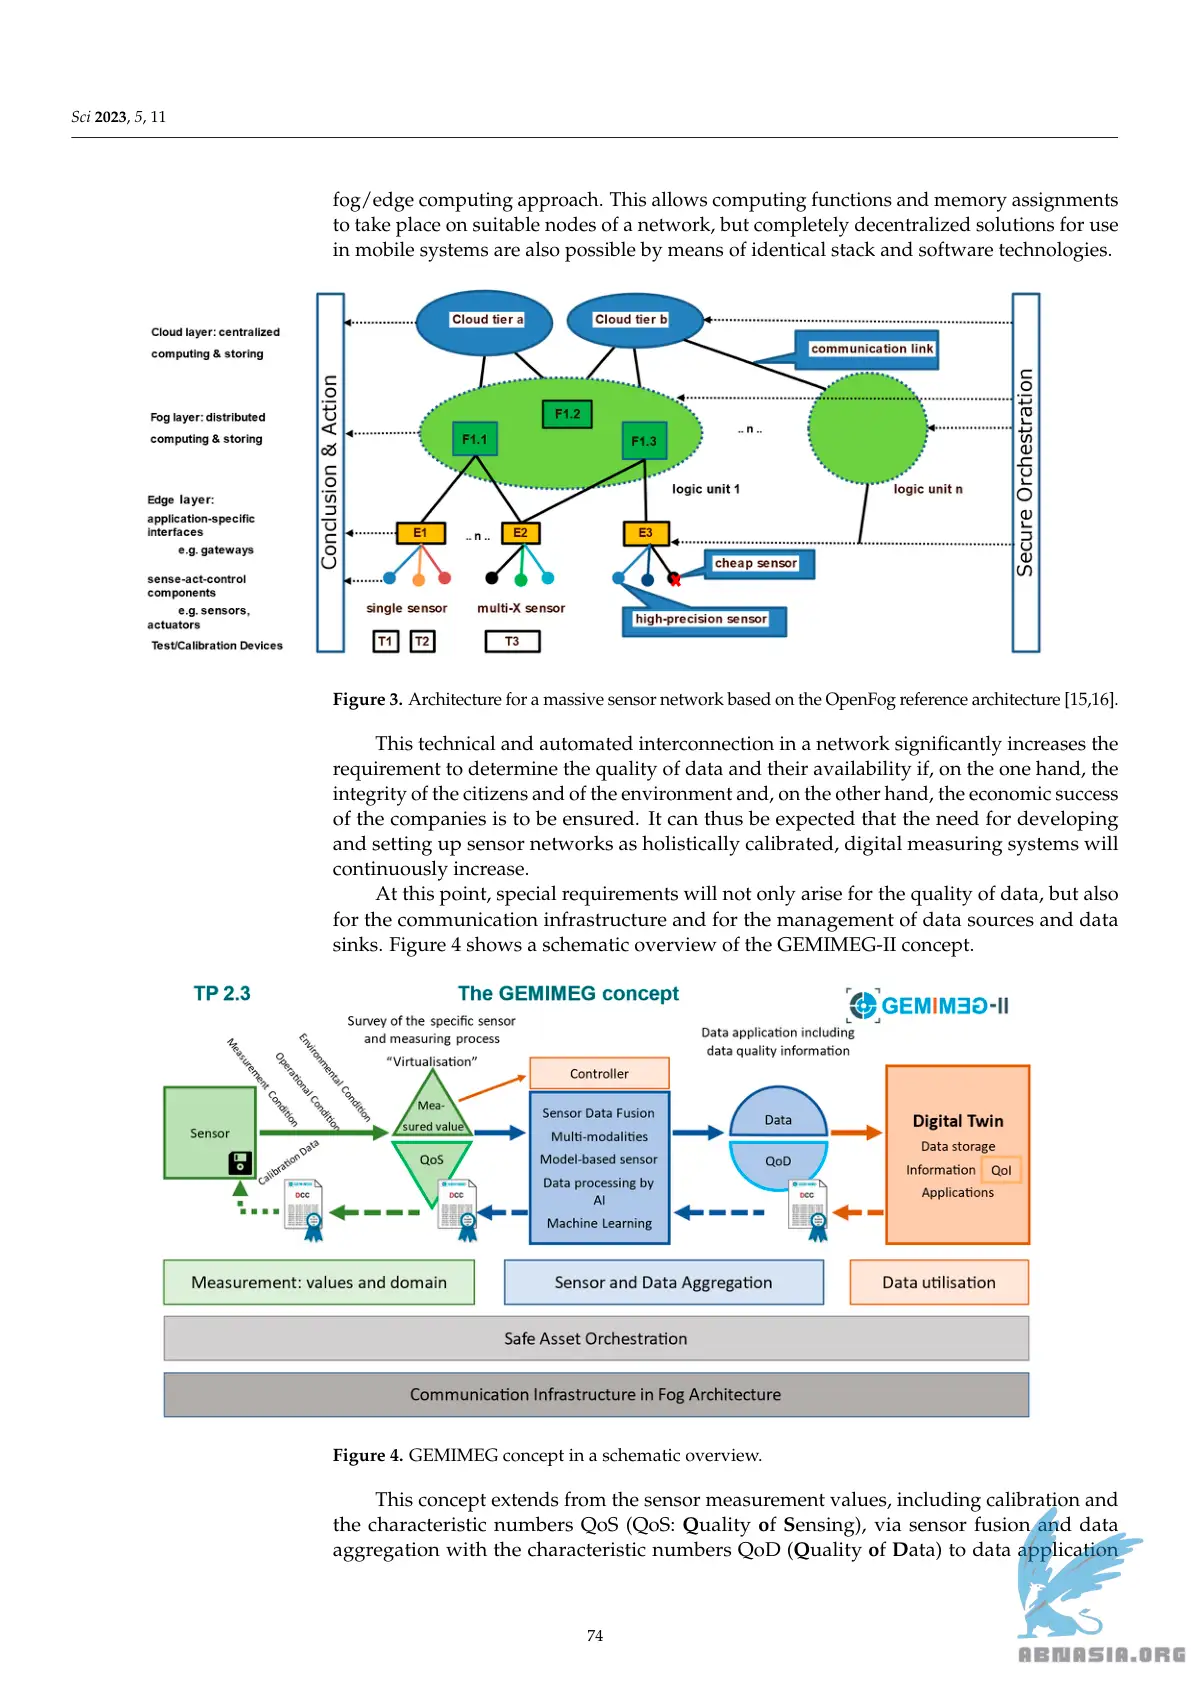 Sci 2023, 5, 11
fog/edge computing approach. This allows computing functions and memory assignments
to take place on suitable nodes of a network, but completely decentralized solutions for use
in mobile systems are also possible by means of identical stack and software technologies.
Cloud layer: centralized
computing & storing
Fog layer: distributed
computing & storing
Edge layer:
application-specific
interfaces
e.g. gateways
sense-act-control
components
e.g. sensors,
actuators
Test/Calibration Devices
Conclusion & Action
Cloud tier a
Cloud tier b
communication link
F1.2
F1.1
F1.3
.. n ..
logic unit 1
logic unit n
E1
.. n ..
E2
E3
cheap sensor
single sensor
multi-X sensor
high-precision sensor
T1
T2
T3
Secure Orchestration
Figure 3. Architecture for a massive sensor network based on the OpenFog reference architecture [15,16].
This technical and automated interconnection in a network significantly increases the
requirement to determine the quality of data and their availability if, on the one hand, the
integrity of the citizens and of the environment and, on the other hand, the economic success
of the companies is to be ensured. It can thus be expected that the need for developing
and setting up sensor networks as holistically calibrated, digital measuring systems will
continuously increase.
At this point, special requirements will not only arise for the quality of data, but also
for the communication infrastructure and for the management of data sources and data
sinks. Figure 4 shows a schematic overview of the GEMIMEG-II concept.
TP 2.3
The GEMIMEG concept
GEMIMEG-II
Survey of the specific sensor
and measuring process
"Virtualisation"
Data application including
data quality information
Measurement Condition
Operational Condition
Environmental Condition
Calibration Data
Sensor
Mea-
sured value
QoS
Controller
Sensor Data Fusion
Multi-modalities
Model-based sensor
Data processing by
AI
Machine Learning
Data
QoD
Digital Twin
Data storage
Information QoI
Applications
DCC
DCC
DCC
Measurement: values and domain
Sensor and Data Aggregation
Data utilisation
Safe Asset Orchestration
Communication Infrastructure in Fog Architecture
Figure 4. GEMIMEG concept in a schematic overview.
This concept extends from the sensor measurement values, including calibration and
the characteristic numbers QoS (QoS: Quality of Sensing), via sensor fusion and data
aggregation with the characteristic numbers QoD (Quality of Data) to data application
74
ABNASIA.ORG